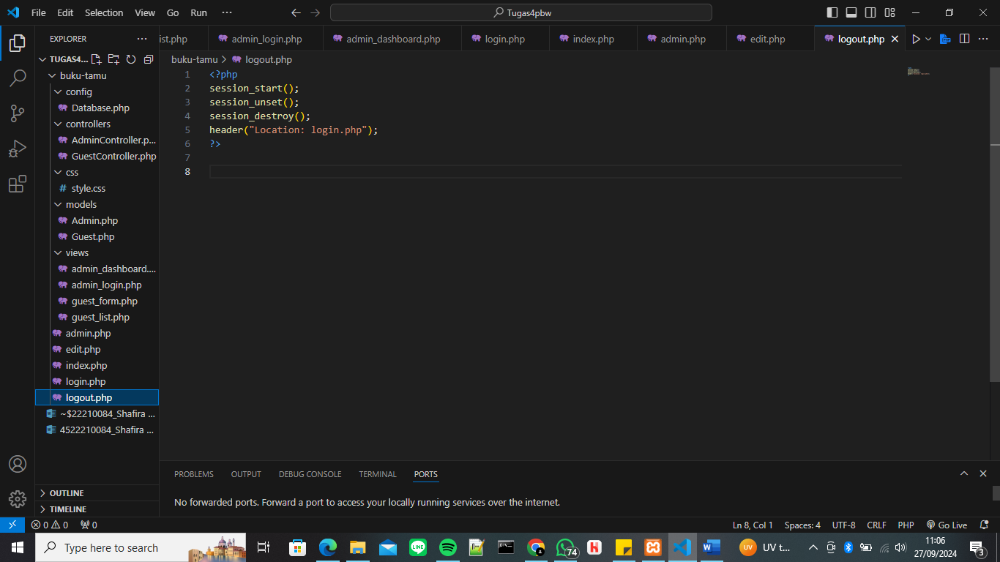 File Edit Selection View Go Run ··· Tugas4pbw
EXPLORER ···
ist.php admin_login.php admin_dashboard.php login.php index.php admin.php edit.php logout.php
TUGAS4...
buku-tamu > logout.php
buku-tamu
config
Database.php
controllers
AdminController.p...
GuestController.php
css
# style.css
models
Admin.php
Guest.php
views
admin_dashboard....
admin_login.php
guest_form.php
guest_list.php
admin.php
edit.php
index.php
login.php
logout.php
~$22210084_Shafira ...
4522210084_Shafira ...
OUTLINE
TIMELINE
1 <?php
2 session_start();
3 session_unset();
4 session_destroy();
5 header("Location: login.php");
6 ?>
7
8
PROBLEMS OUTPUT DEBUG CONSOLE TERMINAL PORTS
No forwarded ports. Forward a port to access your locally running services over the internet.
0 0 0 Ln 8, Col 1 Spaces: 4 UTF-8 CRLF PHP Go Live
Type here to search
LINE
74
UV UV t...
11:06
27/09/2024
3